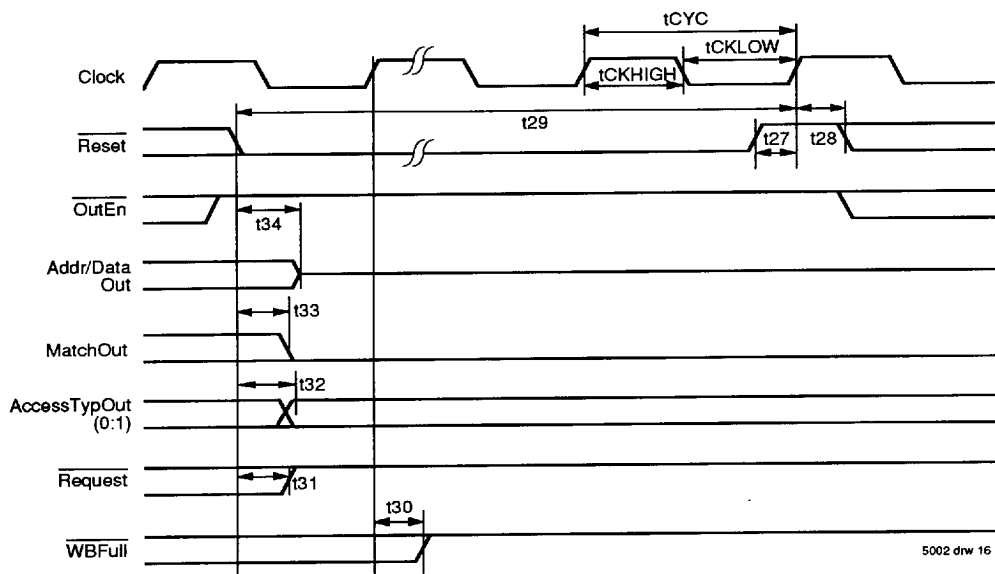 tCYC
tCKLOW
Clock
tCKHIGH
t29
Reset
t27
t28
OutEn
t34
Addr/Data
Out
t33
MatchOut
t32
AccessTypOut
(0:1)
Request
t31
t30
WBFull
5002 drw 16